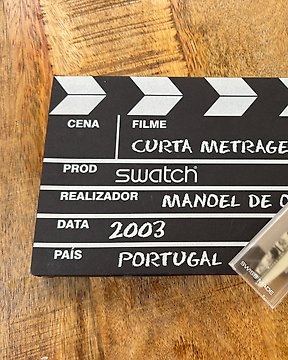 CENA FILME
CURTA METRAGE
PROD swatch
REALIZADOR MANOEL DE
DATA 2003
PAÍS PORTUGAL